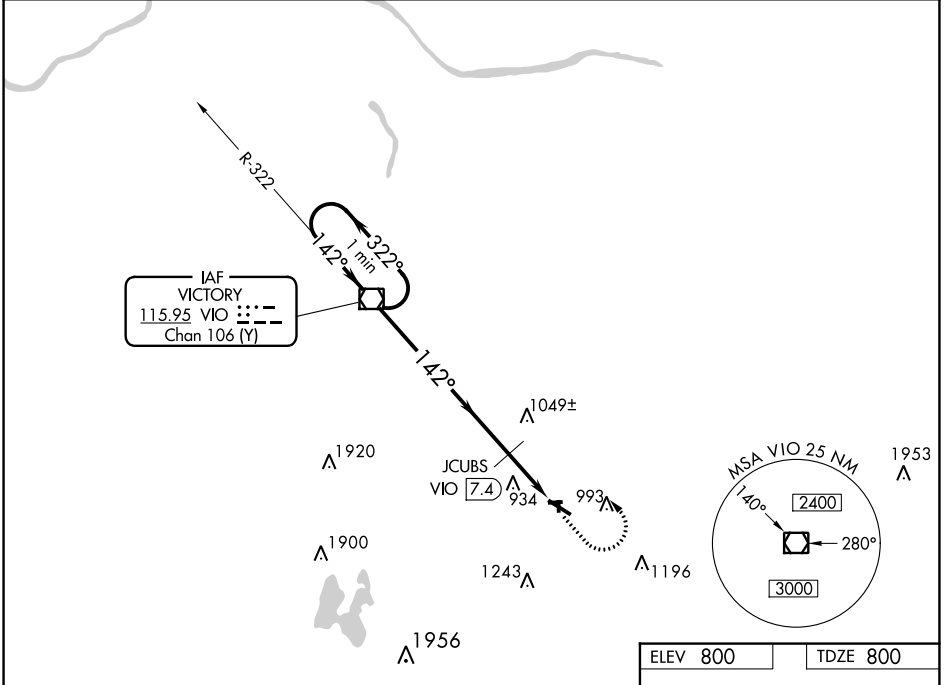 R-322
142°
322°
1 min
IAF
VICTORY
115.95 VIO
Chan 106 (Y)
142°
1049±
1920
JCUBS
VIO 7.4
934
993
MSA VIO 25 NM
1953
140°
2400
280°
3000
1900
1243
1196
1956
ELEV 800
TDZE 800